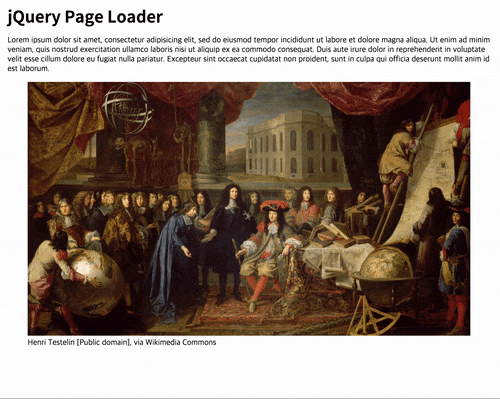 jQuery Page Loader
Lorem ipsum dolor sit amet, consectetur adipisicing elit, sed do eiusmod tempor incididunt ut labore et dolore magna aliqua. Ut enim ad minim
veniam, quis nostrud exercitation ullamco laboris nisi ut aliquip ex ea commodo consequat. Duis aute irure dolor in reprehenderit in voluptate
velit esse cillum dolore eu fugiat nulla pariatur. Excepteur sint occaecat cupidatat non proident, sunt in culpa qui officia deserunt mollit anim id
est laborum.
Henri Testelin [Public domain], via Wikimedia Commons